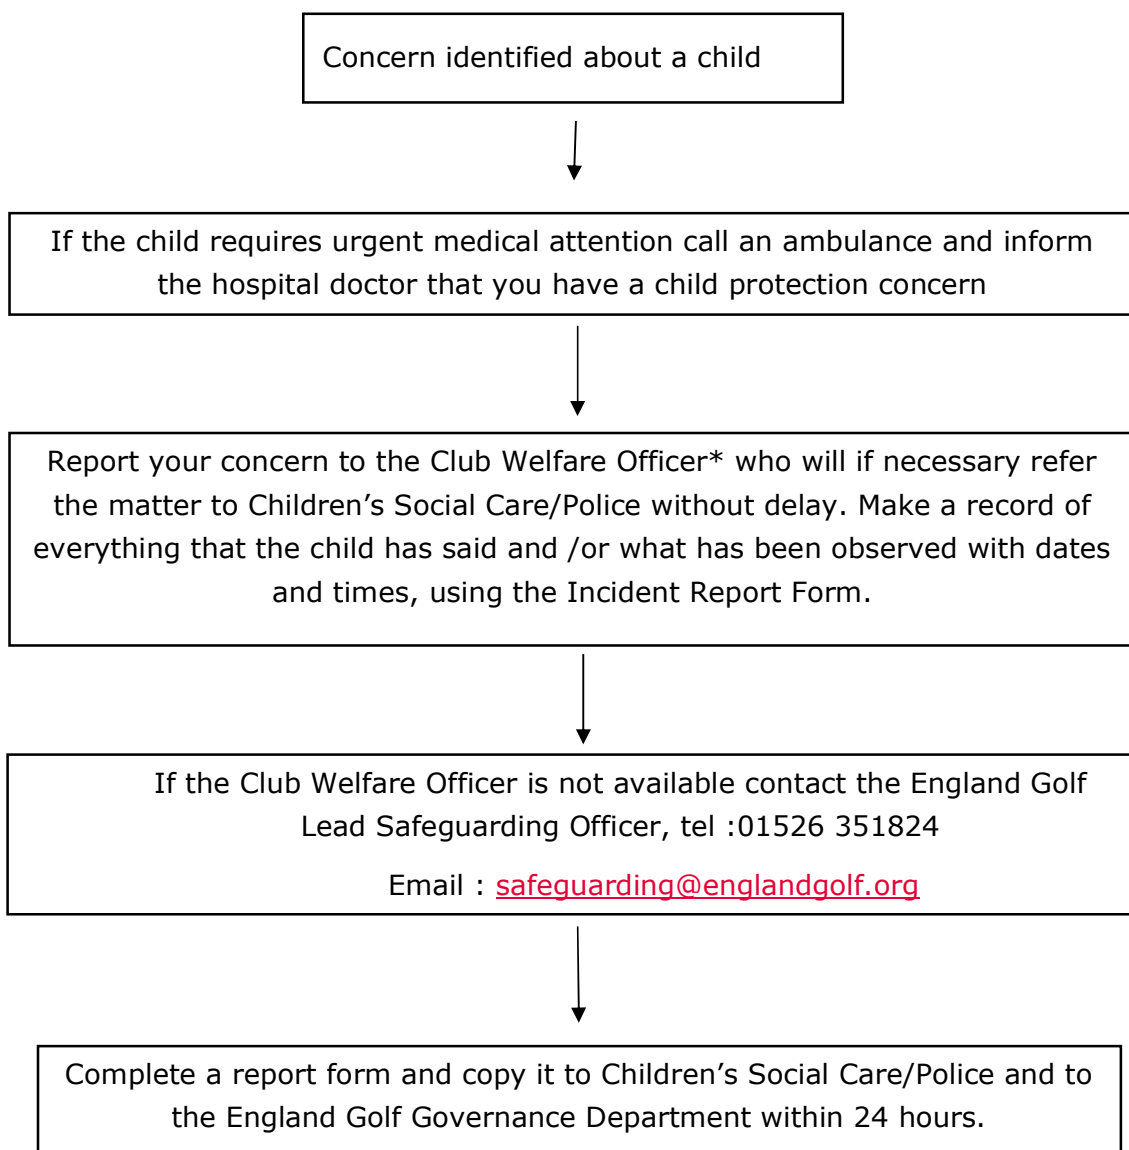 Concern identified about a child
If the child requires urgent medical attention call an ambulance and inform
the hospital doctor that you have a child protection concern
Report your concern to the Club Welfare Officer* who will if necessary refer
the matter to Children’s Social Care/Police without delay. Make a record of
everything that the child has said and /or what has been observed with dates
and times, using the Incident Report Form.
If the Club Welfare Officer is not available contact the England Golf
Lead Safeguarding Officer, tel :01526 351824
Email : safeguarding@englandgolf.org
Complete a report form and copy it to Children’s Social Care/Police and to
the England Golf Governance Department within 24 hours.